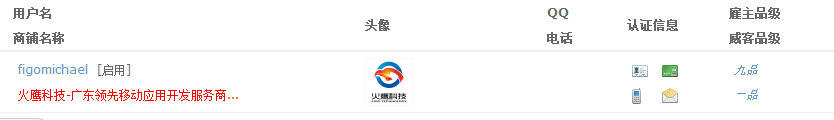 用户名 头像 QQ 认证信息 雇主品级
商铺名称 电话 威客品级
figomichael [启用] 九品
火鹰科技-广东领先移动应用开发服务商... 一品
火鹰科技